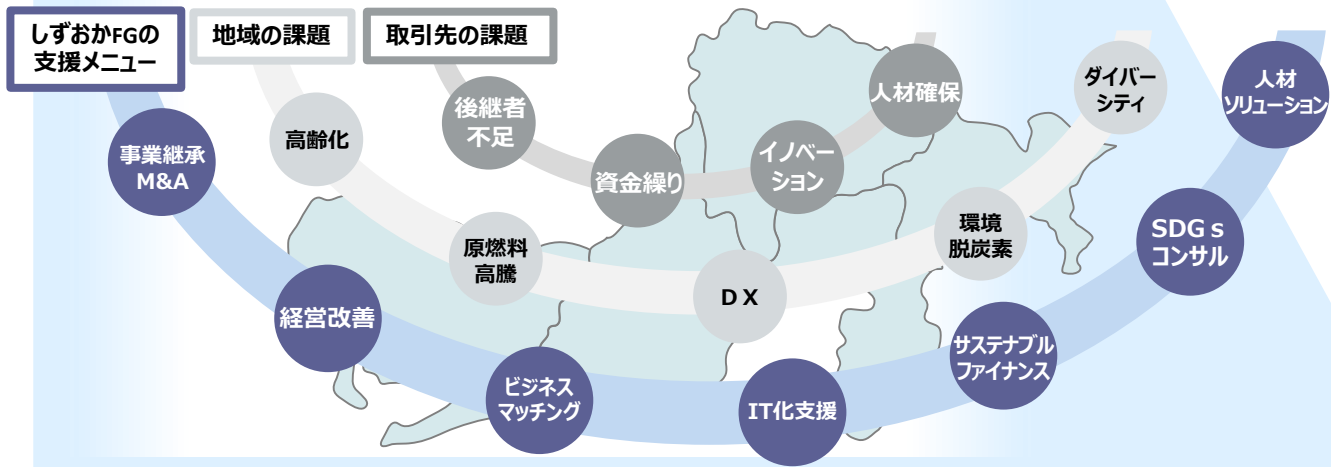 しずおかFGの
支援メニュー
地域の課題
取引先の課題
事業継承
M&A
経営改善
ビジネス
マッチング
IT化支援
サステナブル
ファイナンス
SDGｓ
コンサル
人材
ソリューション
高齢化
原燃料
高騰
ＤＸ
環境
脱炭素
ダイバー
シティ
後継者
不足
資金繰り
イノベー
ション
人材確保